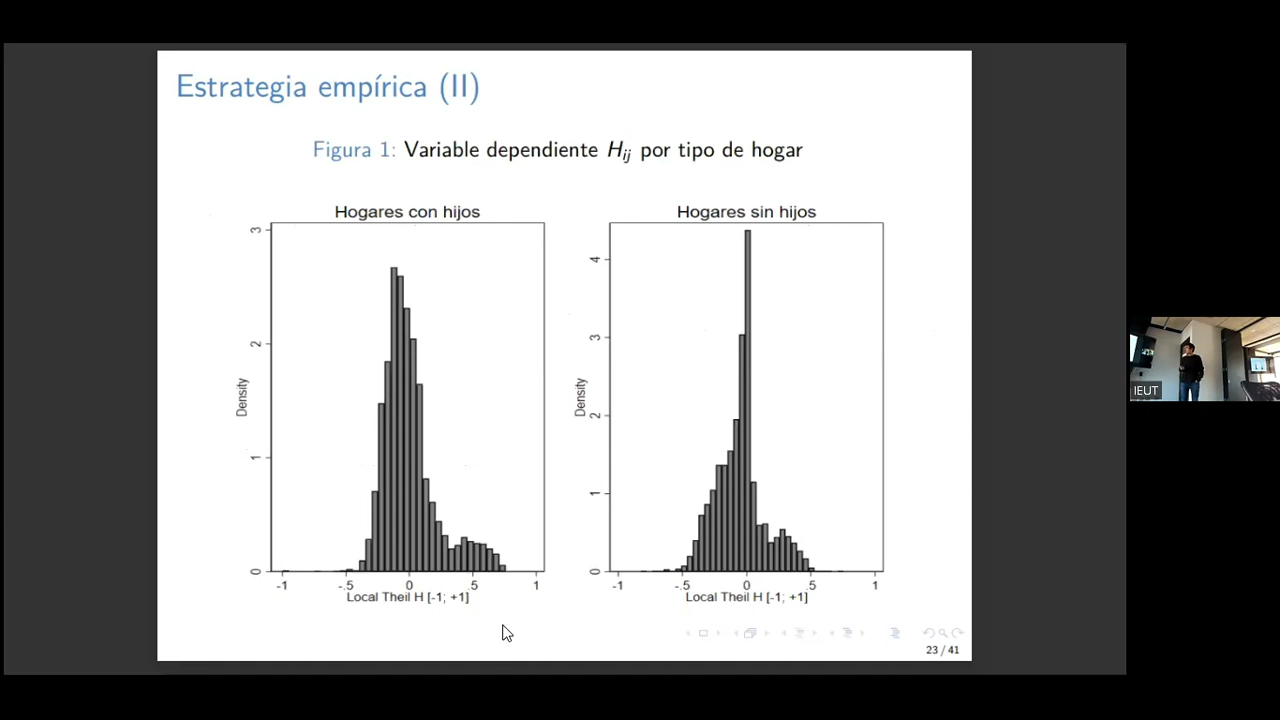 Estrategia empírica (II)
Figura 1: Variable dependiente Hij por tipo de hogar
Hogares con hijos
3
2
1
0
Density
-1 -.5 0 .5 1
Local Theil H [-1; +1]
Hogares sin hijos
4
3
2
1
0
Density
-1 -.5 0 .5 1
Local Theil H [-1; +1]
23 / 41
IEUT